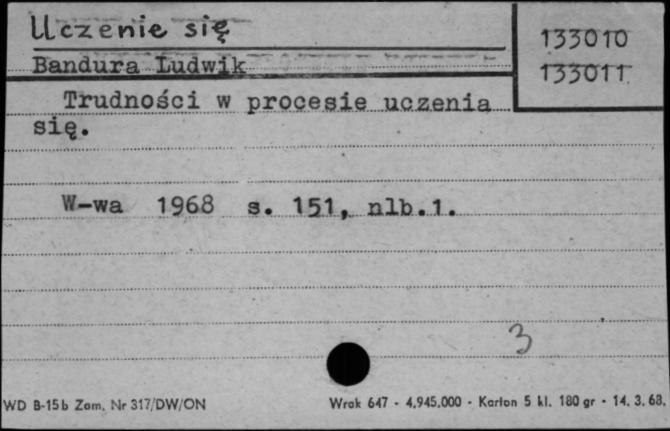 Uczenie się
133010
Bandura Ludwik
133011
Trudności w procesie uczenia
się.
W-wa 1968 s. 151, nlb.1.
3
WD B-15b Zam. Nr 317/DW/ON Wrak 647 - 4.945.000 - Karton 5 kl. 180 gr - 14. 3. 68.